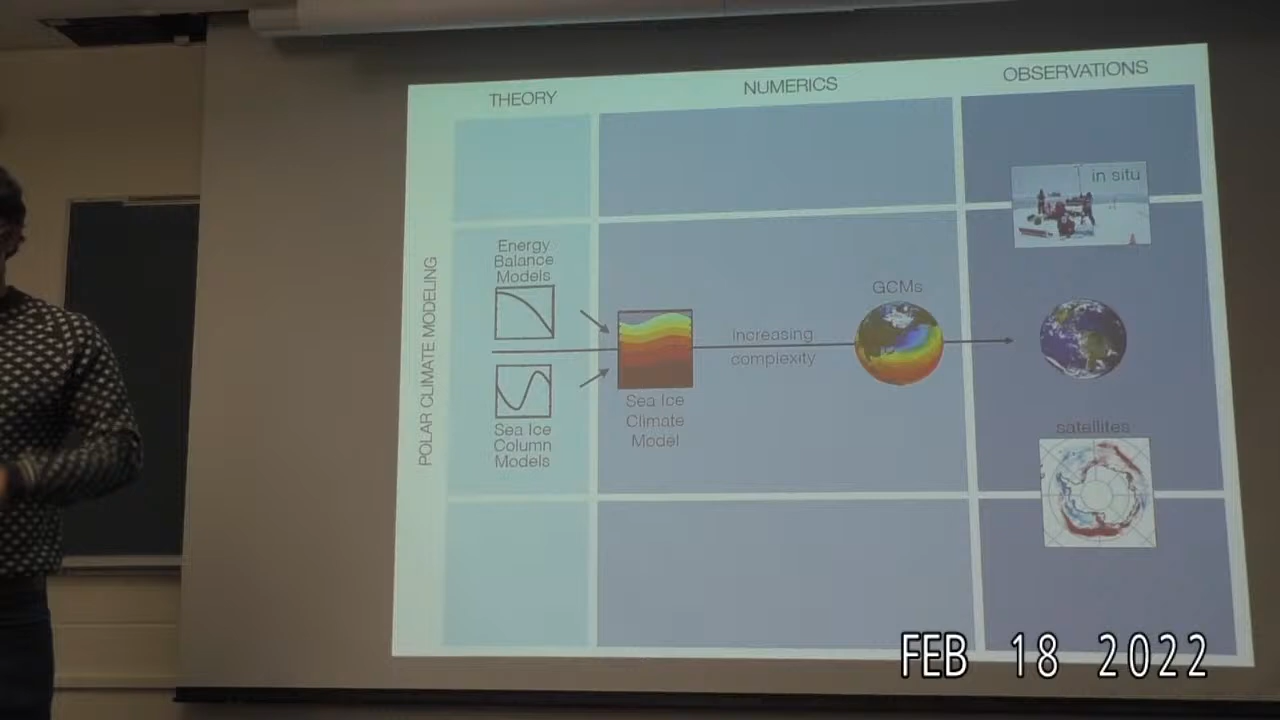 THEORY
NUMERICS
OBSERVATIONS
in situ
POLAR CLIMATE MODELING
Energy
Balance
Models
GCMs
increasing
complexity
Sea Ice
Climate
Model
Sea Ice
Column
Models
satellites
FEB 18 2022